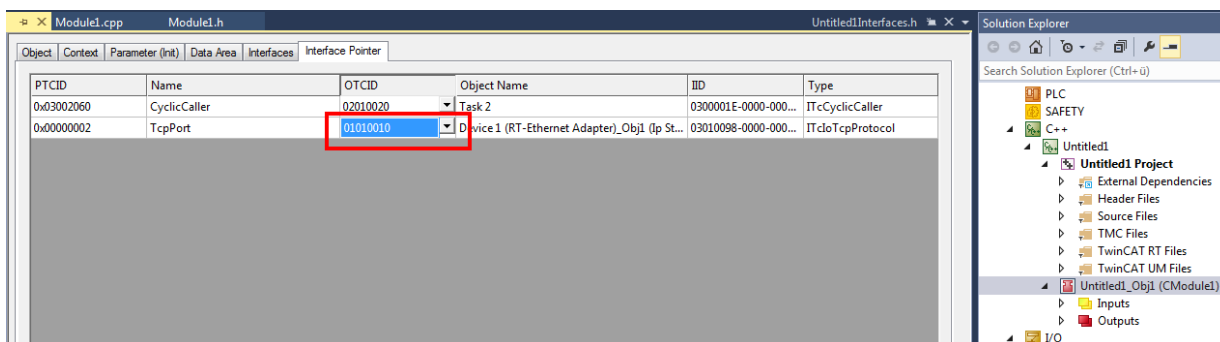 Module1.cpp Module1.h Untitled1Interfaces.h
Object Context Parameter (Init) Data Area Interfaces Interface Pointer
PTCID Name OTCID Object Name IID Type
0x03002060 CyclicCaller 02010020 Task 2 0300001E-0000-000... ITcCyclicCaller
0x00000002 TcpPort 01010010 Device 1 (RT-Ethernet Adapter)_Obj1 (Ip St... 03010098-0000-000... ITcIoTcpProtocol
Solution Explorer
Search Solution Explorer (Ctrl+ü)
PLC
SAFETY
C++
Untitled1
Untitled1 Project
External Dependencies
Header Files
Source Files
TMC Files
TwinCAT RT Files
TwinCAT UM Files
Untitled1_Obj1 (CModule1)
Inputs
Outputs
I/O